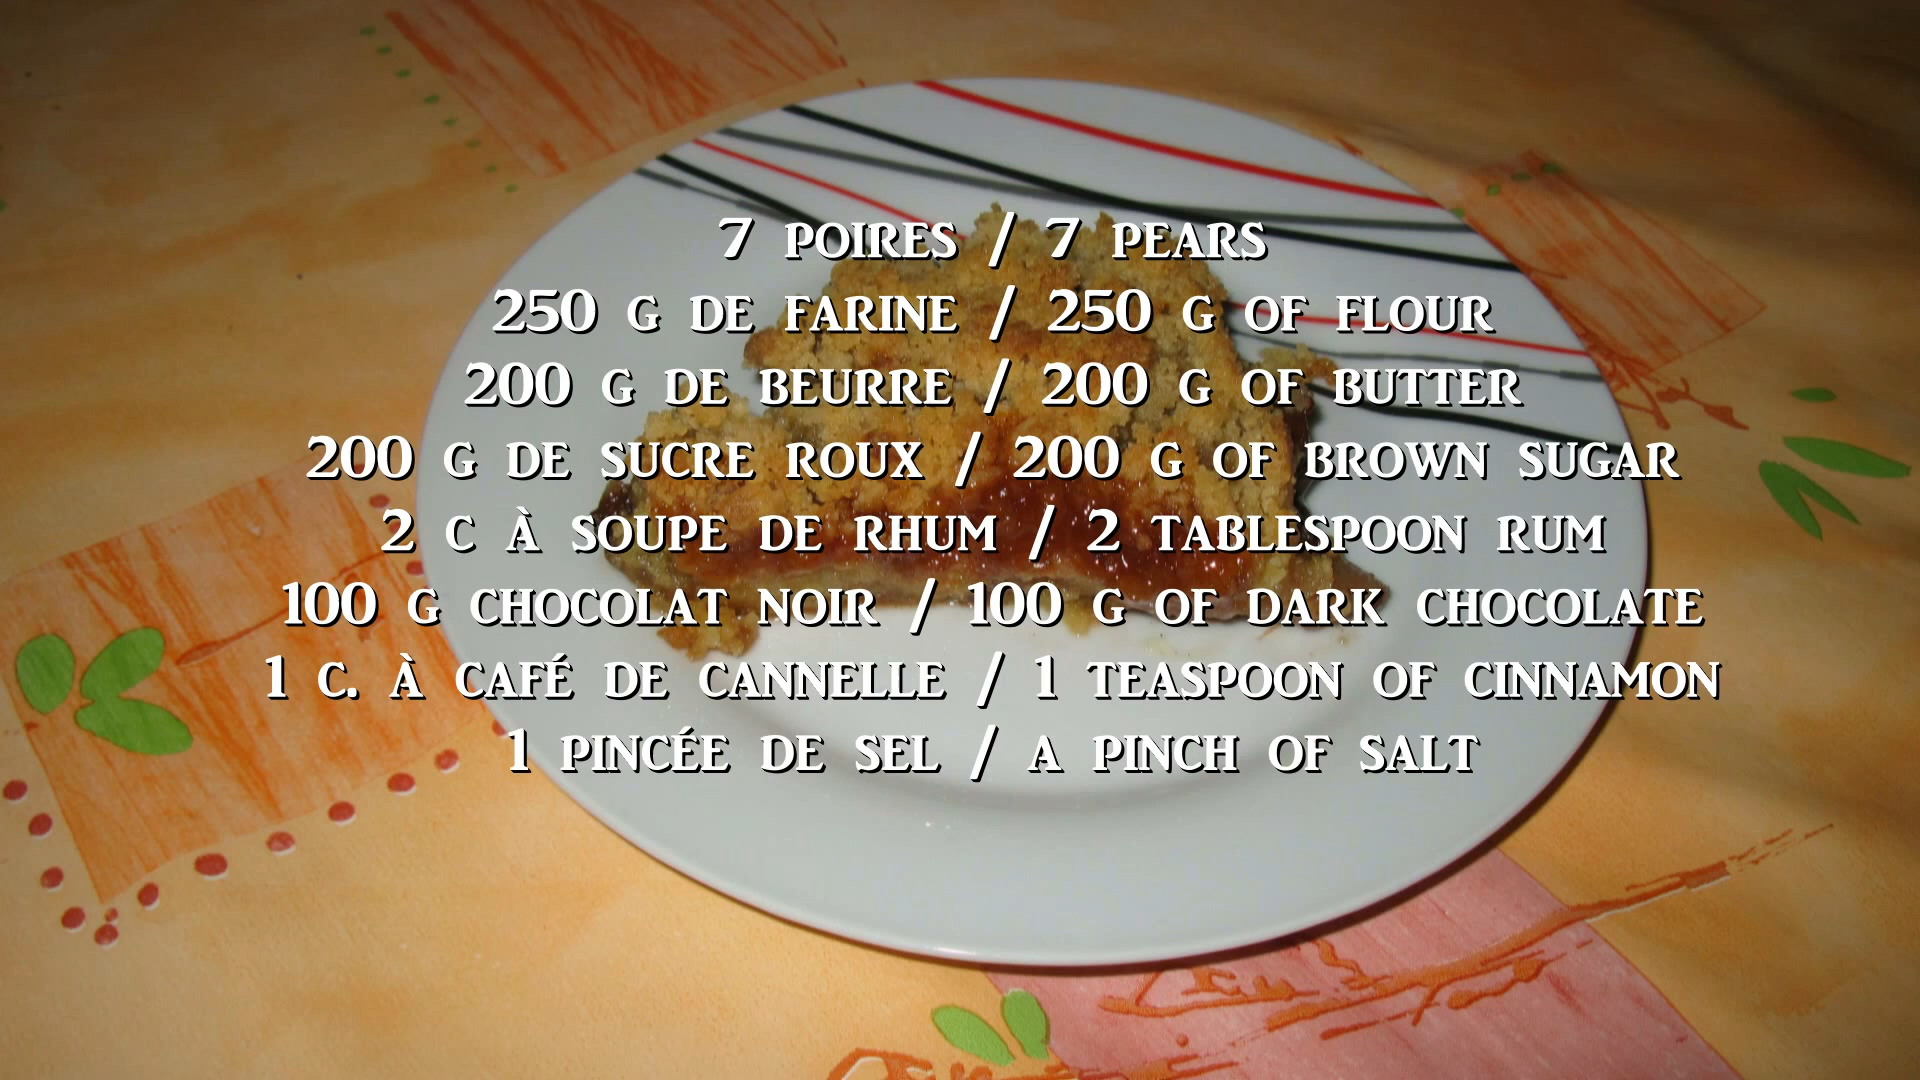 7 POIRES / 7 PEARS
250 G DE FARINE / 250 G OF FLOUR
200 G DE BEURRE / 200 G OF BUTTER
200 G DE SUCRE ROUX / 200 G OF BROWN SUGAR
2 C À SOUPE DE RHUM / 2 TABLESPOON RUM
100 G CHOCOLAT NOIR / 100 G OF DARK CHOCOLATE
1 C. À CAFÉ DE CANNELLE / 1 TEASPOON OF CINNAMON
1 PINCÉE DE SEL / A PINCH OF SALT